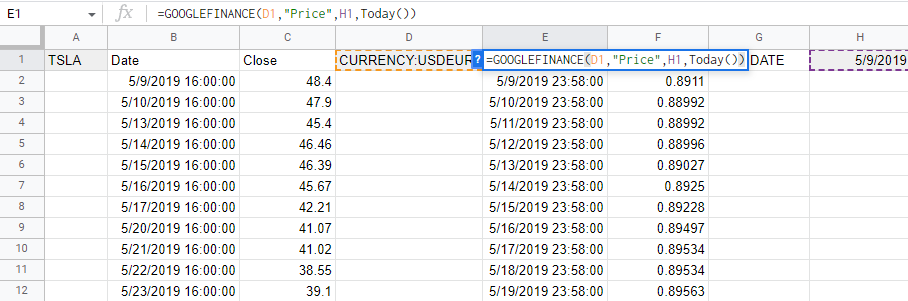 E1 fx =GOOGLEFINANCE(D1,"Price",H1,Today())
A B C D E F G H
1 TSLA Date Close CURRENCY:USDEUR ? =GOOGLEFINANCE(D1,"Price",H1,Today()) DATE 5/9/2019
2 5/9/2019 16:00:00 48.4 5/9/2019 23:58:00 0.8911
3 5/10/2019 16:00:00 47.9 5/10/2019 23:58:00 0.88992
4 5/13/2019 16:00:00 45.4 5/11/2019 23:58:00 0.88992
5 5/14/2019 16:00:00 46.46 5/12/2019 23:58:00 0.88996
6 5/15/2019 16:00:00 46.39 5/13/2019 23:58:00 0.89027
7 5/16/2019 16:00:00 45.67 5/14/2019 23:58:00 0.8925
8 5/17/2019 16:00:00 42.21 5/15/2019 23:58:00 0.89228
9 5/20/2019 16:00:00 41.07 5/16/2019 23:58:00 0.89497
10 5/21/2019 16:00:00 41.02 5/17/2019 23:58:00 0.89534
11 5/22/2019 16:00:00 38.55 5/18/2019 23:58:00 0.89534
12 5/23/2019 16:00:00 39.1 5/19/2019 23:58:00 0.89563